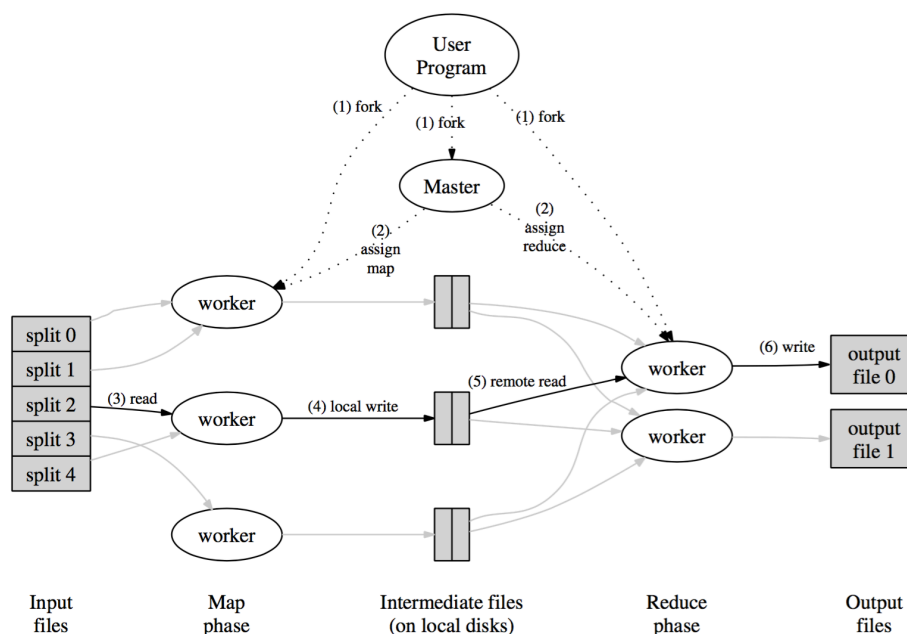 User
Program
(1) fork
(1) fork
(1) fork
Master
(2)
assign
map
(2)
assign
reduce
worker
split 0
split 1
split 2
split 3
split 4
(3) read
worker
(4) local write
(5) remote read
worker
(6) write
output
file 0
worker
output
file 1
worker
Input
files
Map
phase
Intermediate files
(on local disks)
Reduce
phase
Output
files